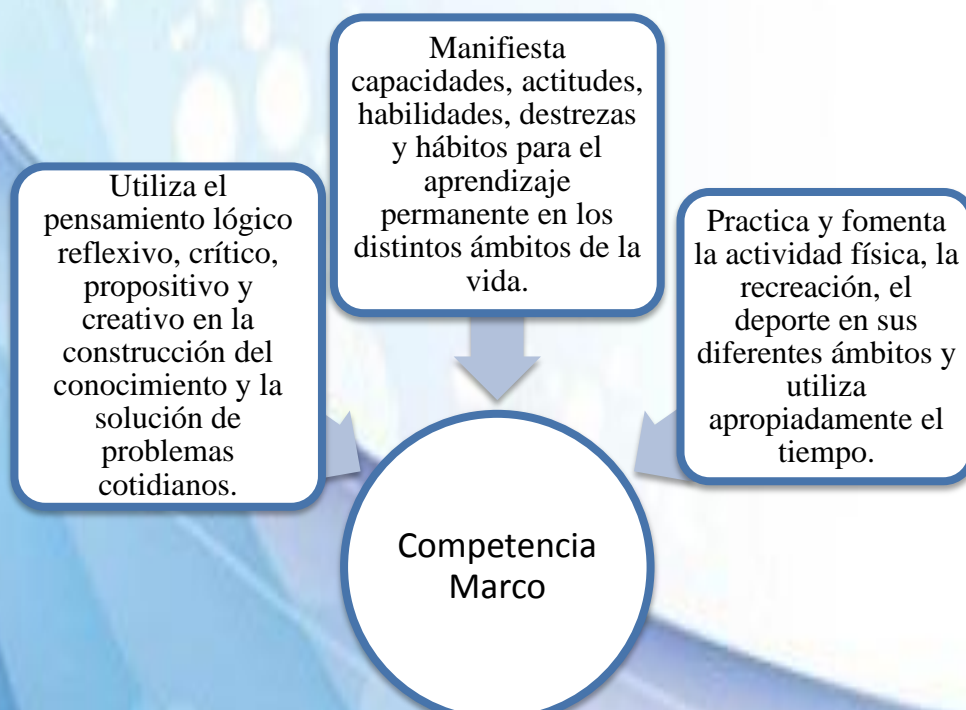 Utiliza el
pensamiento lógico
reflexivo, crítico,
propositivo y
creativo en la
construcción del
conocimiento y la
solución de
problemas
cotidianos.
Manifiesta
capacidades, actitudes,
habilidades, destrezas
y hábitos para el
aprendizaje
permanente en los
distintos ámbitos de la
vida.
Practica y fomenta
la actividad física, la
recreación, el
deporte en sus
diferentes ámbitos y
utiliza
apropiadamente el
tiempo.
Competencia
Marco